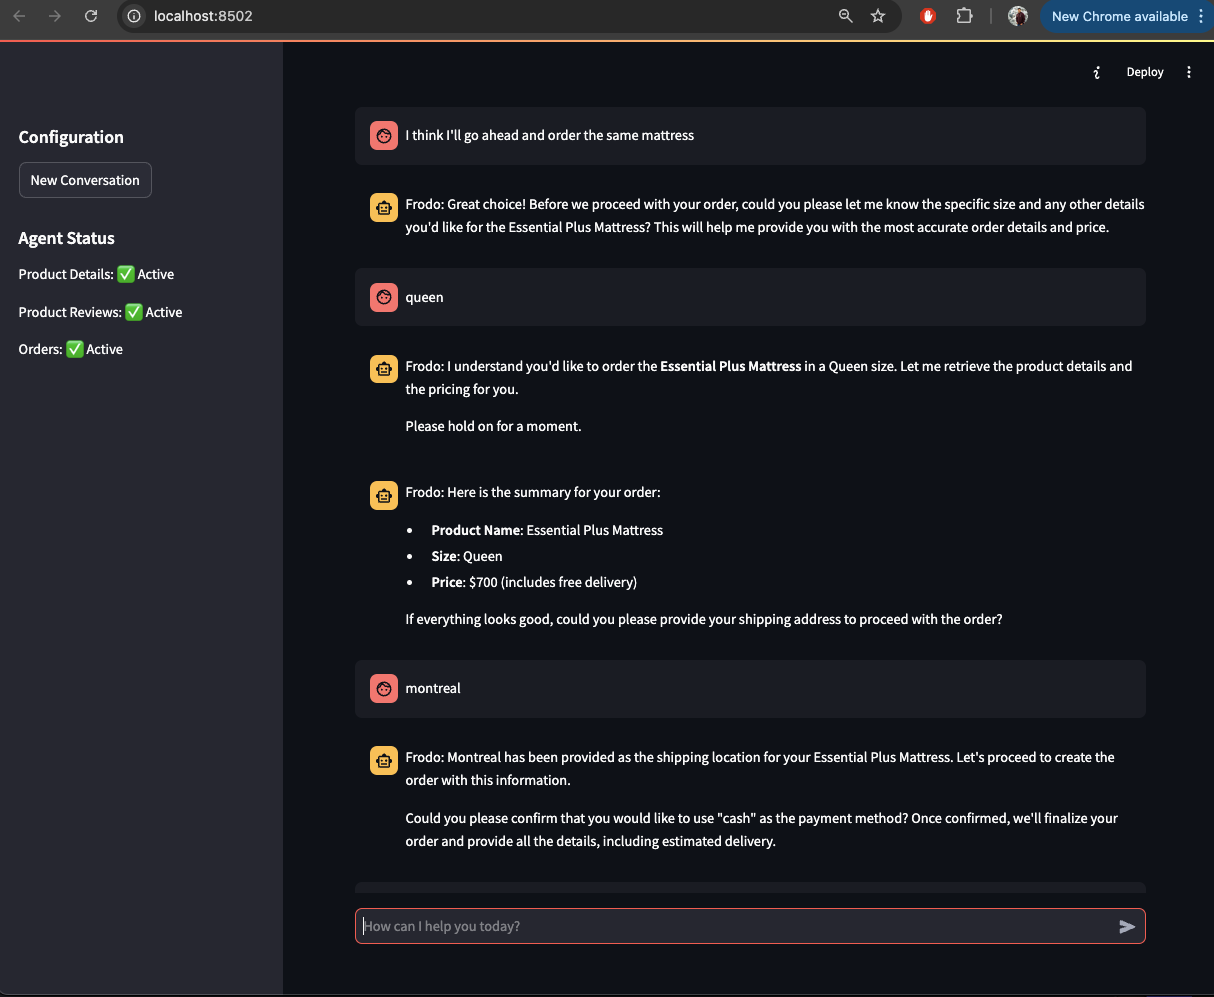 localhost:8502
New Chrome available
Deploy
Configuration
New Conversation
Agent Status
Product Details: ✅ Active
Product Reviews: ✅ Active
Orders: ✅ Active
I think I'll go ahead and order the same mattress
Frodo: Great choice! Before we proceed with your order, could you please let me know the specific size and any other details
you'd like for the Essential Plus Mattress? This will help me provide you with the most accurate order details and price.
queen
Frodo: I understand you'd like to order the Essential Plus Mattress in a Queen size. Let me retrieve the product details and
the pricing for you.
Please hold on for a moment.
Frodo: Here is the summary for your order:
• Product Name: Essential Plus Mattress
• Size: Queen
• Price: $700 (includes free delivery)
If everything looks good, could you please provide your shipping address to proceed with the order?
montreal
Frodo: Montreal has been provided as the shipping location for your Essential Plus Mattress. Let's proceed to create the
order with this information.
Could you please confirm that you would like to use "cash" as the payment method? Once confirmed, we'll finalize your
order and provide all the details, including estimated delivery.
How can I help you today?